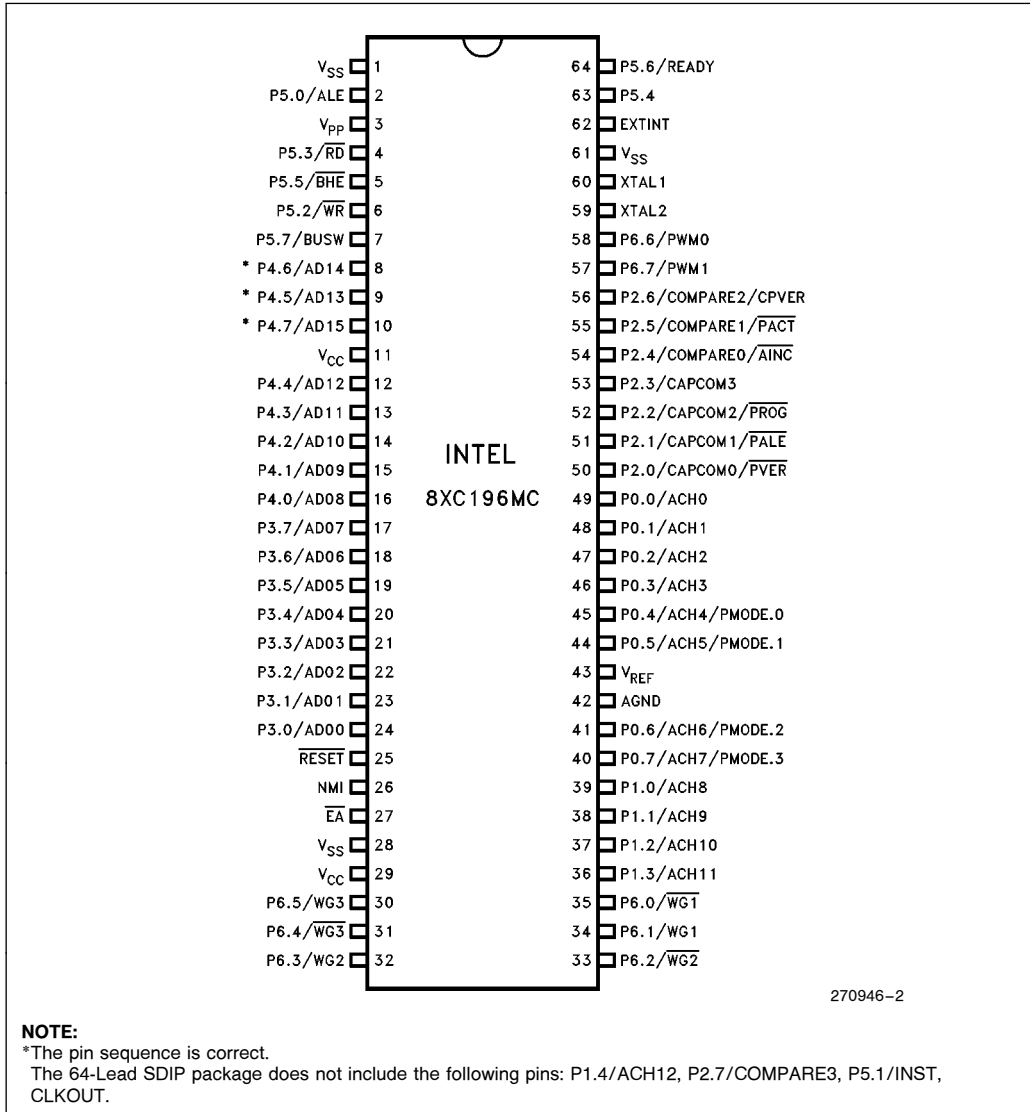 VSS 1
P5.0/ALE 2
VPP 3
P5.3/RD 4
P5.5/BHE 5
P5.2/WR 6
P5.7/BUSW 7
* P4.6/AD14 8
* P4.5/AD13 9
* P4.7/AD15 10
VCC 11
P4.4/AD12 12
P4.3/AD11 13
P4.2/AD10 14
P4.1/AD09 15
P4.0/AD08 16
P3.7/AD07 17
P3.6/AD06 18
P3.5/AD05 19
P3.4/AD04 20
P3.3/AD03 21
P3.2/AD02 22
P3.1/AD01 23
P3.0/AD00 24
RESET 25
NMI 26
EA 27
VSS 28
VCC 29
P6.5/WG3 30
P6.4/WG3 31
P6.3/WG2 32
INTEL
8XC196MC
64 P5.6/READY
63 P5.4
62 EXTINT
61 VSS
60 XTAL1
59 XTAL2
58 P6.6/PWM0
57 P6.7/PWM1
56 P2.6/COMPARE2/CPVER
55 P2.5/COMPARE1/PACT
54 P2.4/COMPARE0/AINC
53 P2.3/CAPCOM3
52 P2.2/CAPCOM2/PROG
51 P2.1/CAPCOM1/PALE
50 P2.0/CAPCOM0/PVER
49 P0.0/ACH0
48 P0.1/ACH1
47 P0.2/ACH2
46 P0.3/ACH3
45 P0.4/ACH4/PMODE.0
44 P0.5/ACH5/PMODE.1
43 VREF
42 AGND
41 P0.6/ACH6/PMODE.2
40 P0.7/ACH7/PMODE.3
39 P1.0/ACH8
38 P1.1/ACH9
37 P1.2/ACH10
36 P1.3/ACH11
35 P6.0/WG1
34 P6.1/WG1
33 P6.2/WG2
270946–2
NOTE:
*The pin sequence is correct.
The 64-Lead SDIP package does not include the following pins: P1.4/ACH12, P2.7/COMPARE3, P5.1/INST,
CLKOUT.